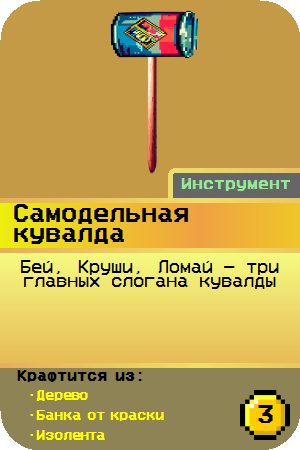 Инструмент
Самодельная
кувалда
Бей, Круши, Ломай – три
главных слогана кувалды
Крафтится из:
·Дерево
·Банка от краски
·Изолента
3